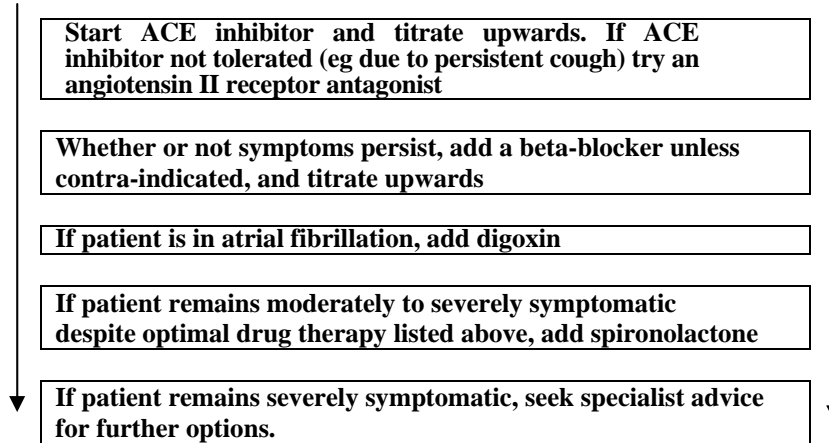 Start ACE inhibitor and titrate upwards. If ACE
inhibitor not tolerated (eg due to persistent cough) try an
angiotensin II receptor antagonist
Whether or not symptoms persist, add a beta-blocker unless
contra-indicated, and titrate upwards
If patient is in atrial fibrillation, add digoxin
If patient remains moderately to severely symptomatic
despite optimal drug therapy listed above, add spironolactone
If patient remains severely symptomatic, seek specialist advice
for further options.